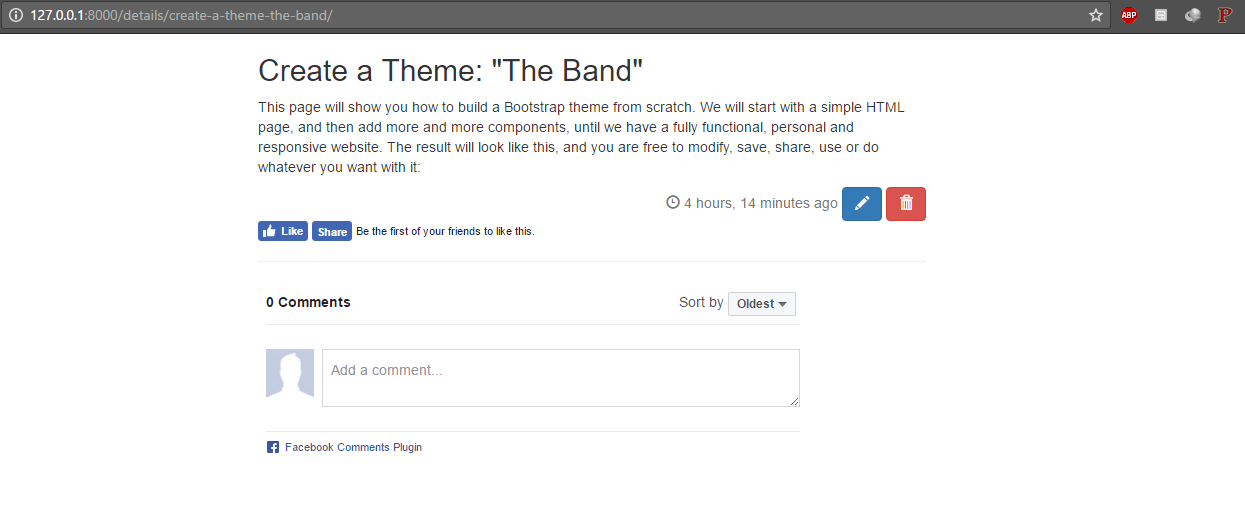 127.0.0.1:8000/details/create-a-theme-the-band/
ABP
P
Create a Theme: "The Band"
This page will show you how to build a Bootstrap theme from scratch. We will start with a simple HTML
page, and then add more and more components, until we have a fully functional, personal and
responsive website. The result will look like this, and you are free to modify, save, share, use or do
whatever you want with it:
4 hours, 14 minutes ago
Like Share Be the first of your friends to like this.
0 Comments Sort by Oldest
Add a comment...
Facebook Comments Plugin